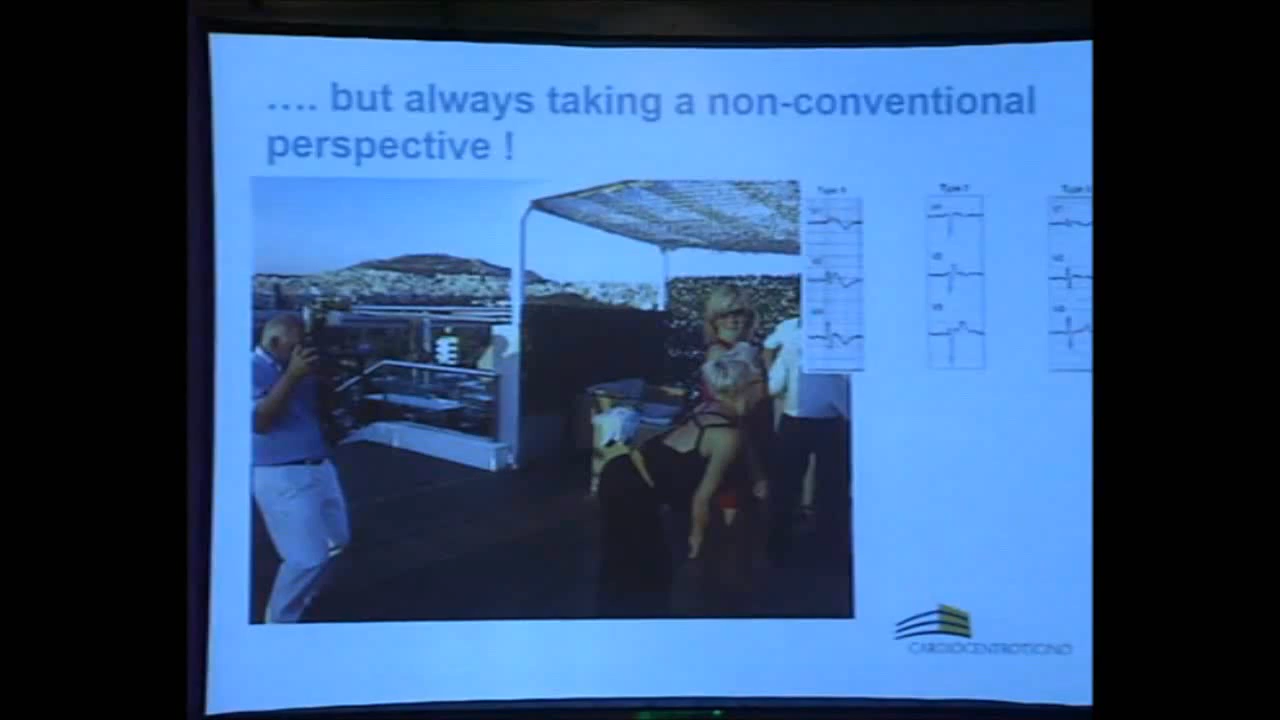 .... but always taking a non-conventional
perspective !
CARDIOCENTROTICINO